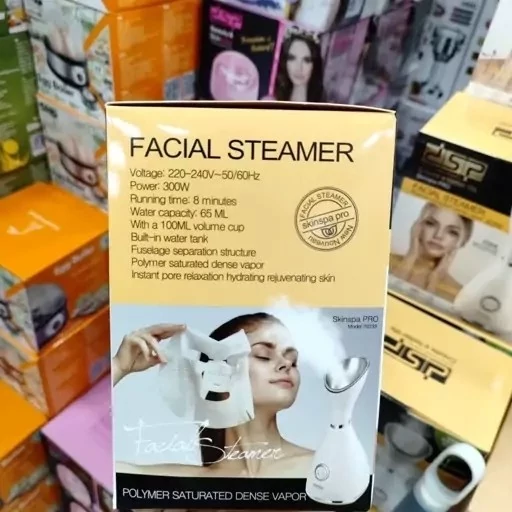 FACIAL STEAMER
Voltage: 220-240V~50/60Hz
Power: 300W
Running time: 8 minutes
Water capacity: 65 ML
With a 100ML volume cup
Built-in water tank
Fuselage separation structure
Polymer saturated dense vapor
Instant pore relaxation hydrating rejuvenating skin
FACIAL STEAMER
skinspa pro
Skinspa PRO
Facial Steamer
POLYMER SATURATED DENSE VAPOR
dsp
FACIAL STEAMER
dsp